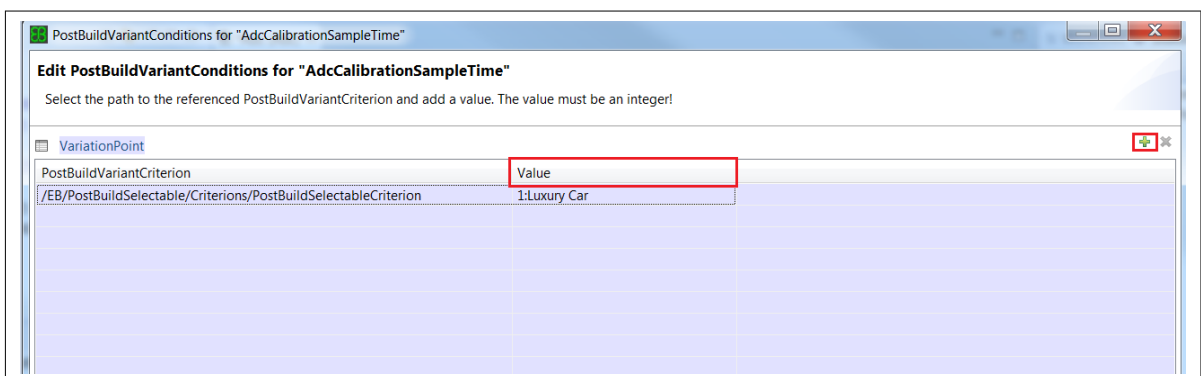 PostBuildVariantConditions for "AdcCalibrationSampleTime"
Edit PostBuildVariantConditions for "AdcCalibrationSampleTime"
Select the path to the referenced PostBuildVariantCriterion and add a value. The value must be an integer!
VariationPoint
PostBuildVariantCriterion Value
/EB/PostBuildSelectable/Criterions/PostBuildSelectableCriterion 1:Luxury Car